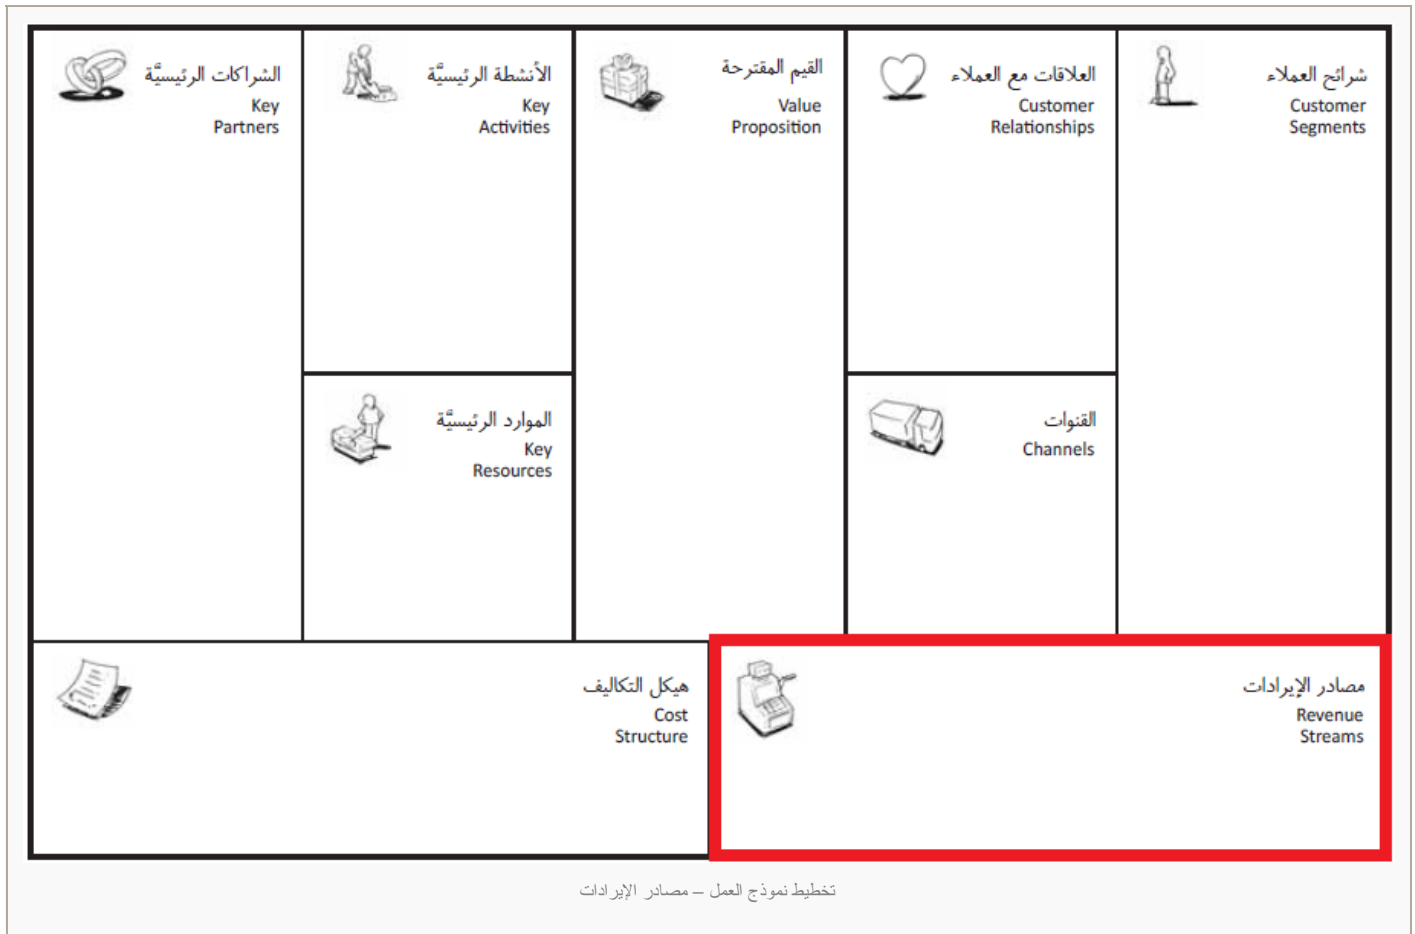 الشراكات الرئيسيَّة
Key
Partners
الأنشطة الرئيسيَّة
Key
Activities
القيم المقترحة
Value
Proposition
العلاقات مع العملاء
Customer
Relationships
شرائح العملاء
Customer
Segments
الموارد الرئيسيَّة
Key
Resources
القنوات
Channels
هيكل التكاليف
Cost
Structure
مصادر الإيرادات
Revenue
Streams
تخطيط نموذج العمل – مصادر الإيرادات